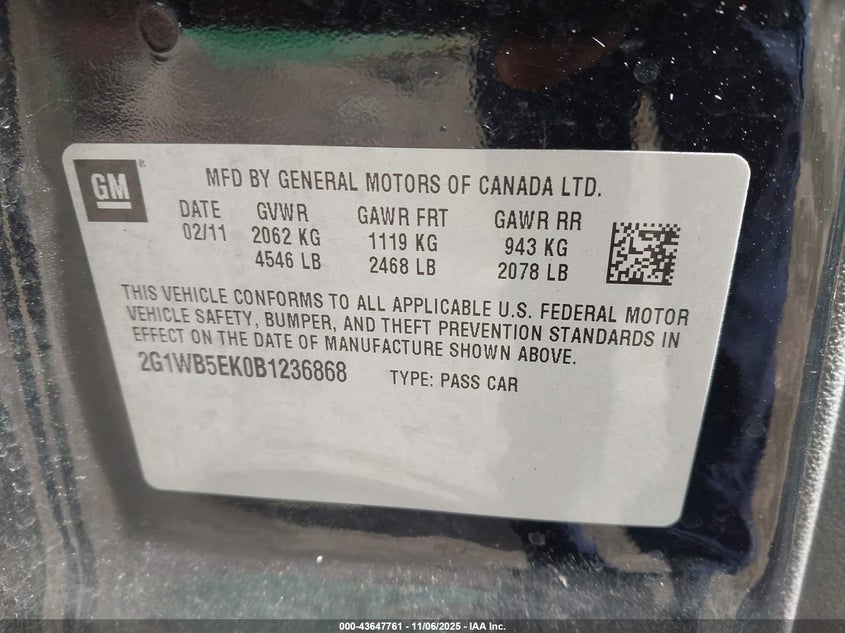 GM ®
MFD BY GENERAL MOTORS OF CANADA LTD.
DATE GVWR GAWR FRT GAWR RR
02/11 2062 KG 1119 KG 943 KG
4546 LB 2468 LB 2078 LB
THIS VEHICLE CONFORMS TO ALL APPLICABLE U.S. FEDERAL MOTOR
VEHICLE SAFETY, BUMPER, AND THEFT PREVENTION STANDARDS IN
EFFECT ON THE DATE OF MANUFACTURE SHOWN ABOVE.
2G1WB5EK0B1236868 TYPE: PASS CAR
000-43647761 - 11/06/2025 - IAA Inc.